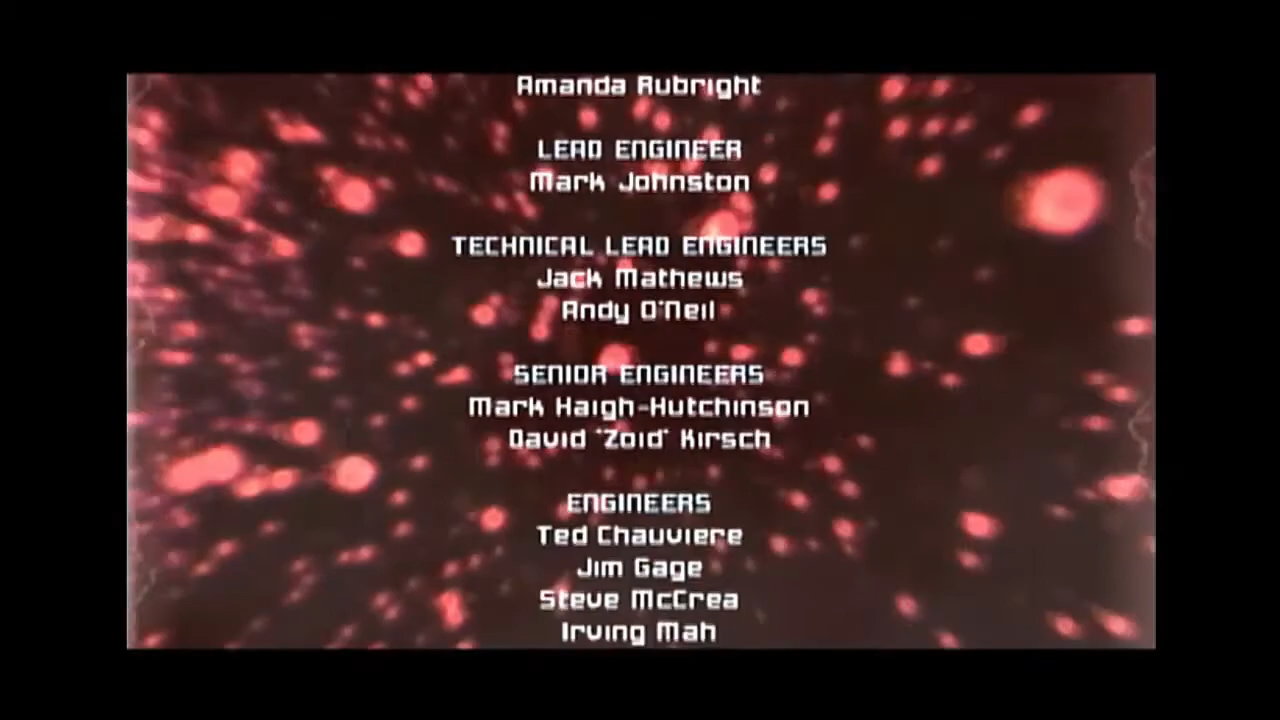 Amanda Rubright
LEAD ENGINEER
Mark Johnston
TECHNICAL LEAD ENGINEERS
Jack Mathews
Andy O'Neil
SENIOR ENGINEERS
Mark Haigh-Hutchinson
David "Zoid" Kirsch
ENGINEERS
Ted Chauviere
Jim Gage
Steve McCrea
Irving Mah